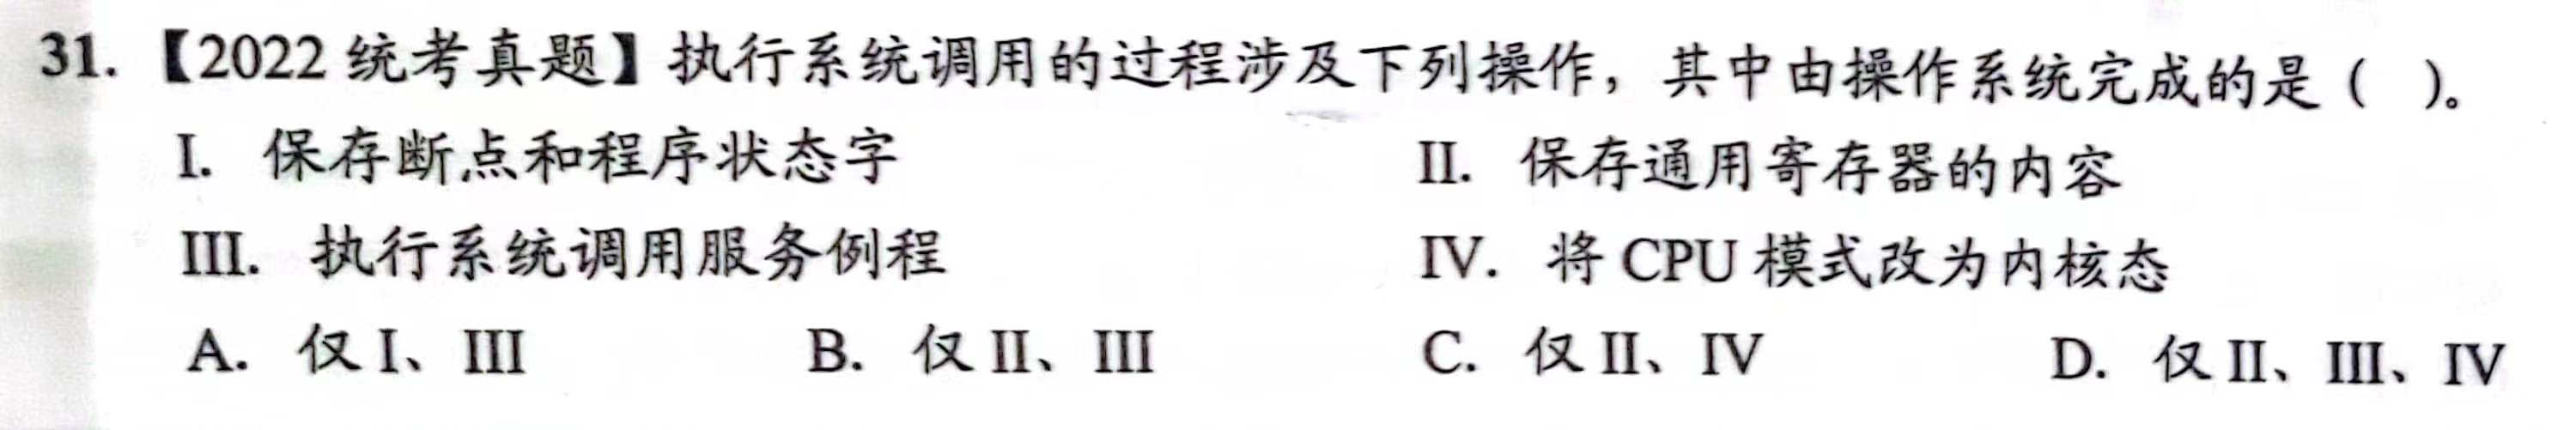 31.【2022 统考真题】执行系统调用的过程涉及下列操作，其中由操作系统完成的是（ ）。
I. 保存断点和程序状态字 II. 保存通用寄存器的内容
III. 执行系统调用服务例程 IV. 将 CPU 模式改为内核态
A. 仅 I、III B. 仅 II、III C. 仅 II、IV D. 仅 II、III、IV